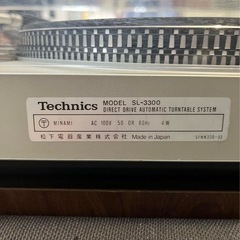 Technics MODEL SL-3300
DIRECT DRIVE AUTOMATIC TURNTABLE SYSTEM
MINAMI AC 100V 50 OR 60Hz 4W
松下電器産業株式会社 Made in Japan